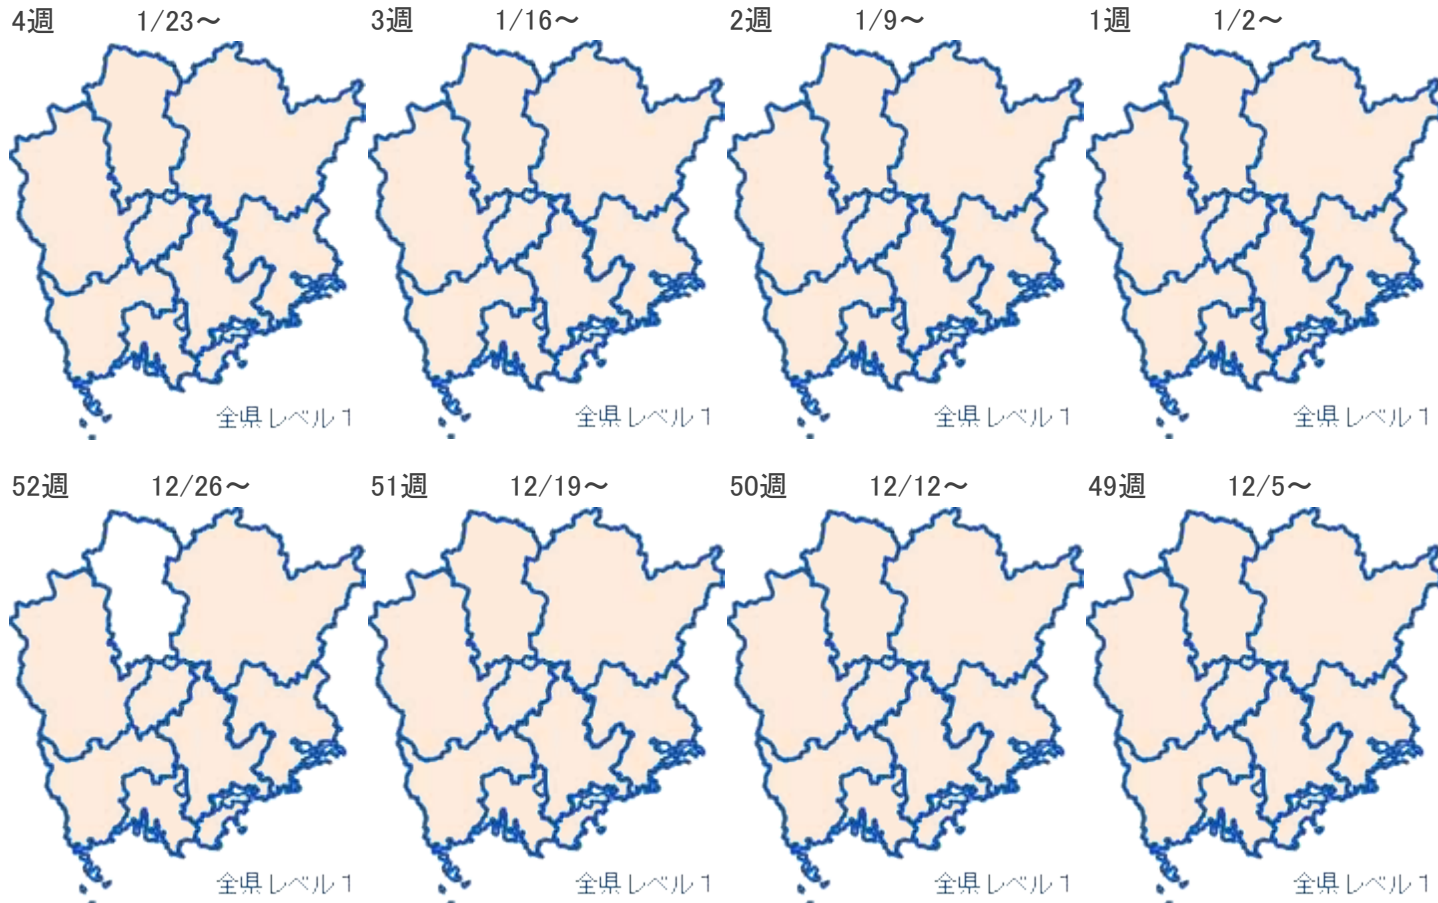 4週 1/23～
3週 1/16～
2週 1/9～
1週 1/2～
全県レベル1
全県レベル1
全県レベル1
全県レベル1
52週 12/26～
51週 12/19～
50週 12/12～
49週 12/5～
全県レベル1
全県レベル1
全県レベル1
全県レベル1